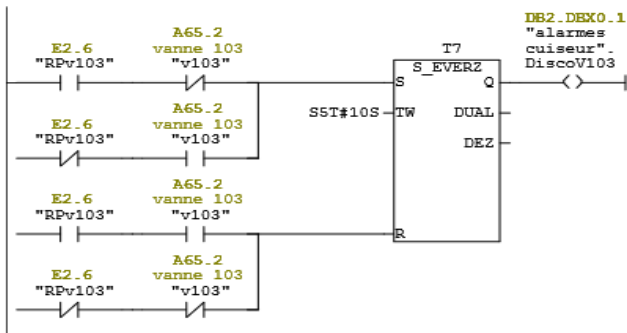 DB2.DBX0.1
"alarmes
cuiseur".
DiscoV103
A65.2
E2.6 vanne 103
"RPv103" "v103"
T7
S_EVERZ
S Q
A65.2
E2.6 vanne 103
"RPv103" "v103"
S5T#10S TW DUAL
DEZ
A65.2
E2.6 vanne 103
"RPv103" "v103"
R
A65.2
E2.6 vanne 103
"RPv103" "v103"